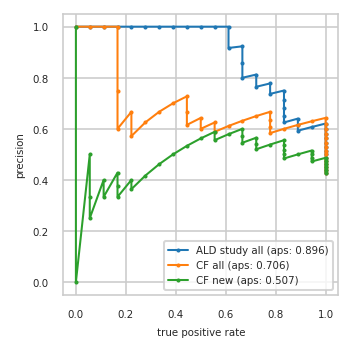 1.0
0.8
0.6
0.4
0.2
0.0
precision
ALD study all (aps: 0.896)
CF all (aps: 0.706)
CF new (aps: 0.507)
0.0 0.2 0.4 0.6 0.8 1.0
true positive rate